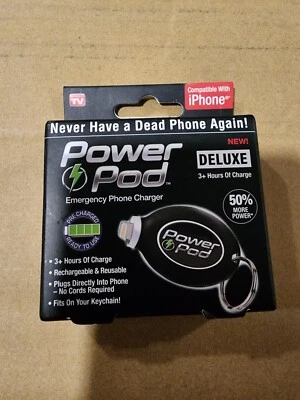 AS SEEN ON
TV
Compatible With
iPhone®*
Never Have a Dead Phone Again!
Power
Pod™
Emergency Phone Charger
NEW!
DELUXE
3+ Hours Of Charge
50%
MORE
POWER*
PRE-CHARGED
READY TO USE
• 3+ Hours Of Charge
• Rechargeable & Reusable
• Plugs Directly Into Phone
– No Cords Required
• Fits On Your Keychain!
Power
Pod